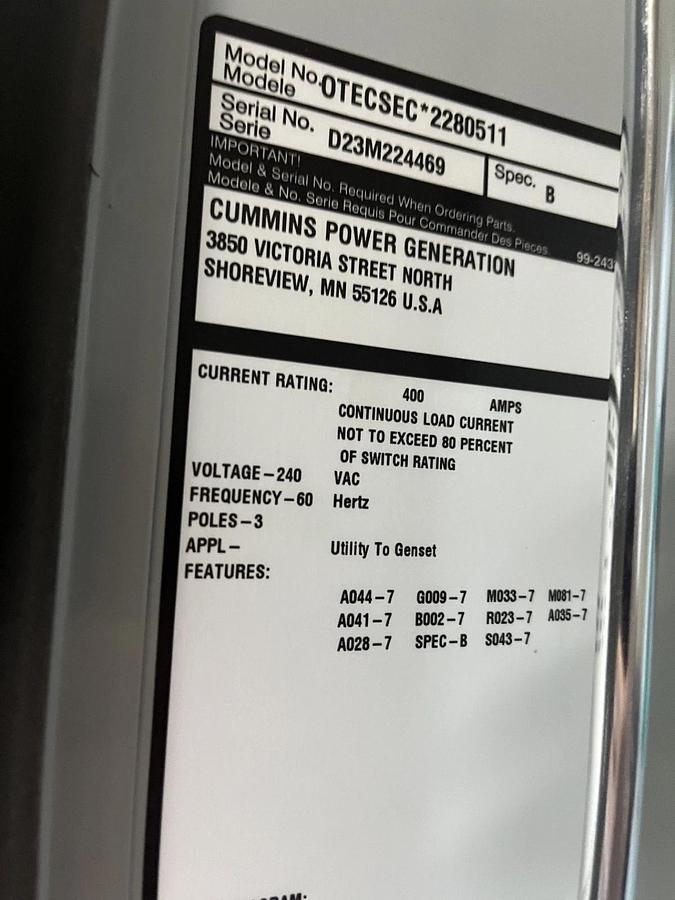 Model No. OTECSEC*2280511
Modele
Serial No. D23M224469
Serie
Spec. B
IMPORTANT!
Model & Serial No. Required When Ordering Parts.
Modele & No. Serie Requis Pour Commander Des Pieces
99-243
CUMMINS POWER GENERATION
3850 VICTORIA STREET NORTH
SHOREVIEW, MN 55126 U.S.A
CURRENT RATING: 400 AMPS
CONTINUOUS LOAD CURRENT
NOT TO EXCEED 80 PERCENT
OF SWITCH RATING
VOLTAGE-240 VAC
FREQUENCY-60 Hertz
POLES-3
APPL- Utility To Genset
FEATURES:
A044-7 G009-7 M033-7 M081-7
A041-7 B002-7 R023-7 A035-7
A028-7 SPEC-B S043-7